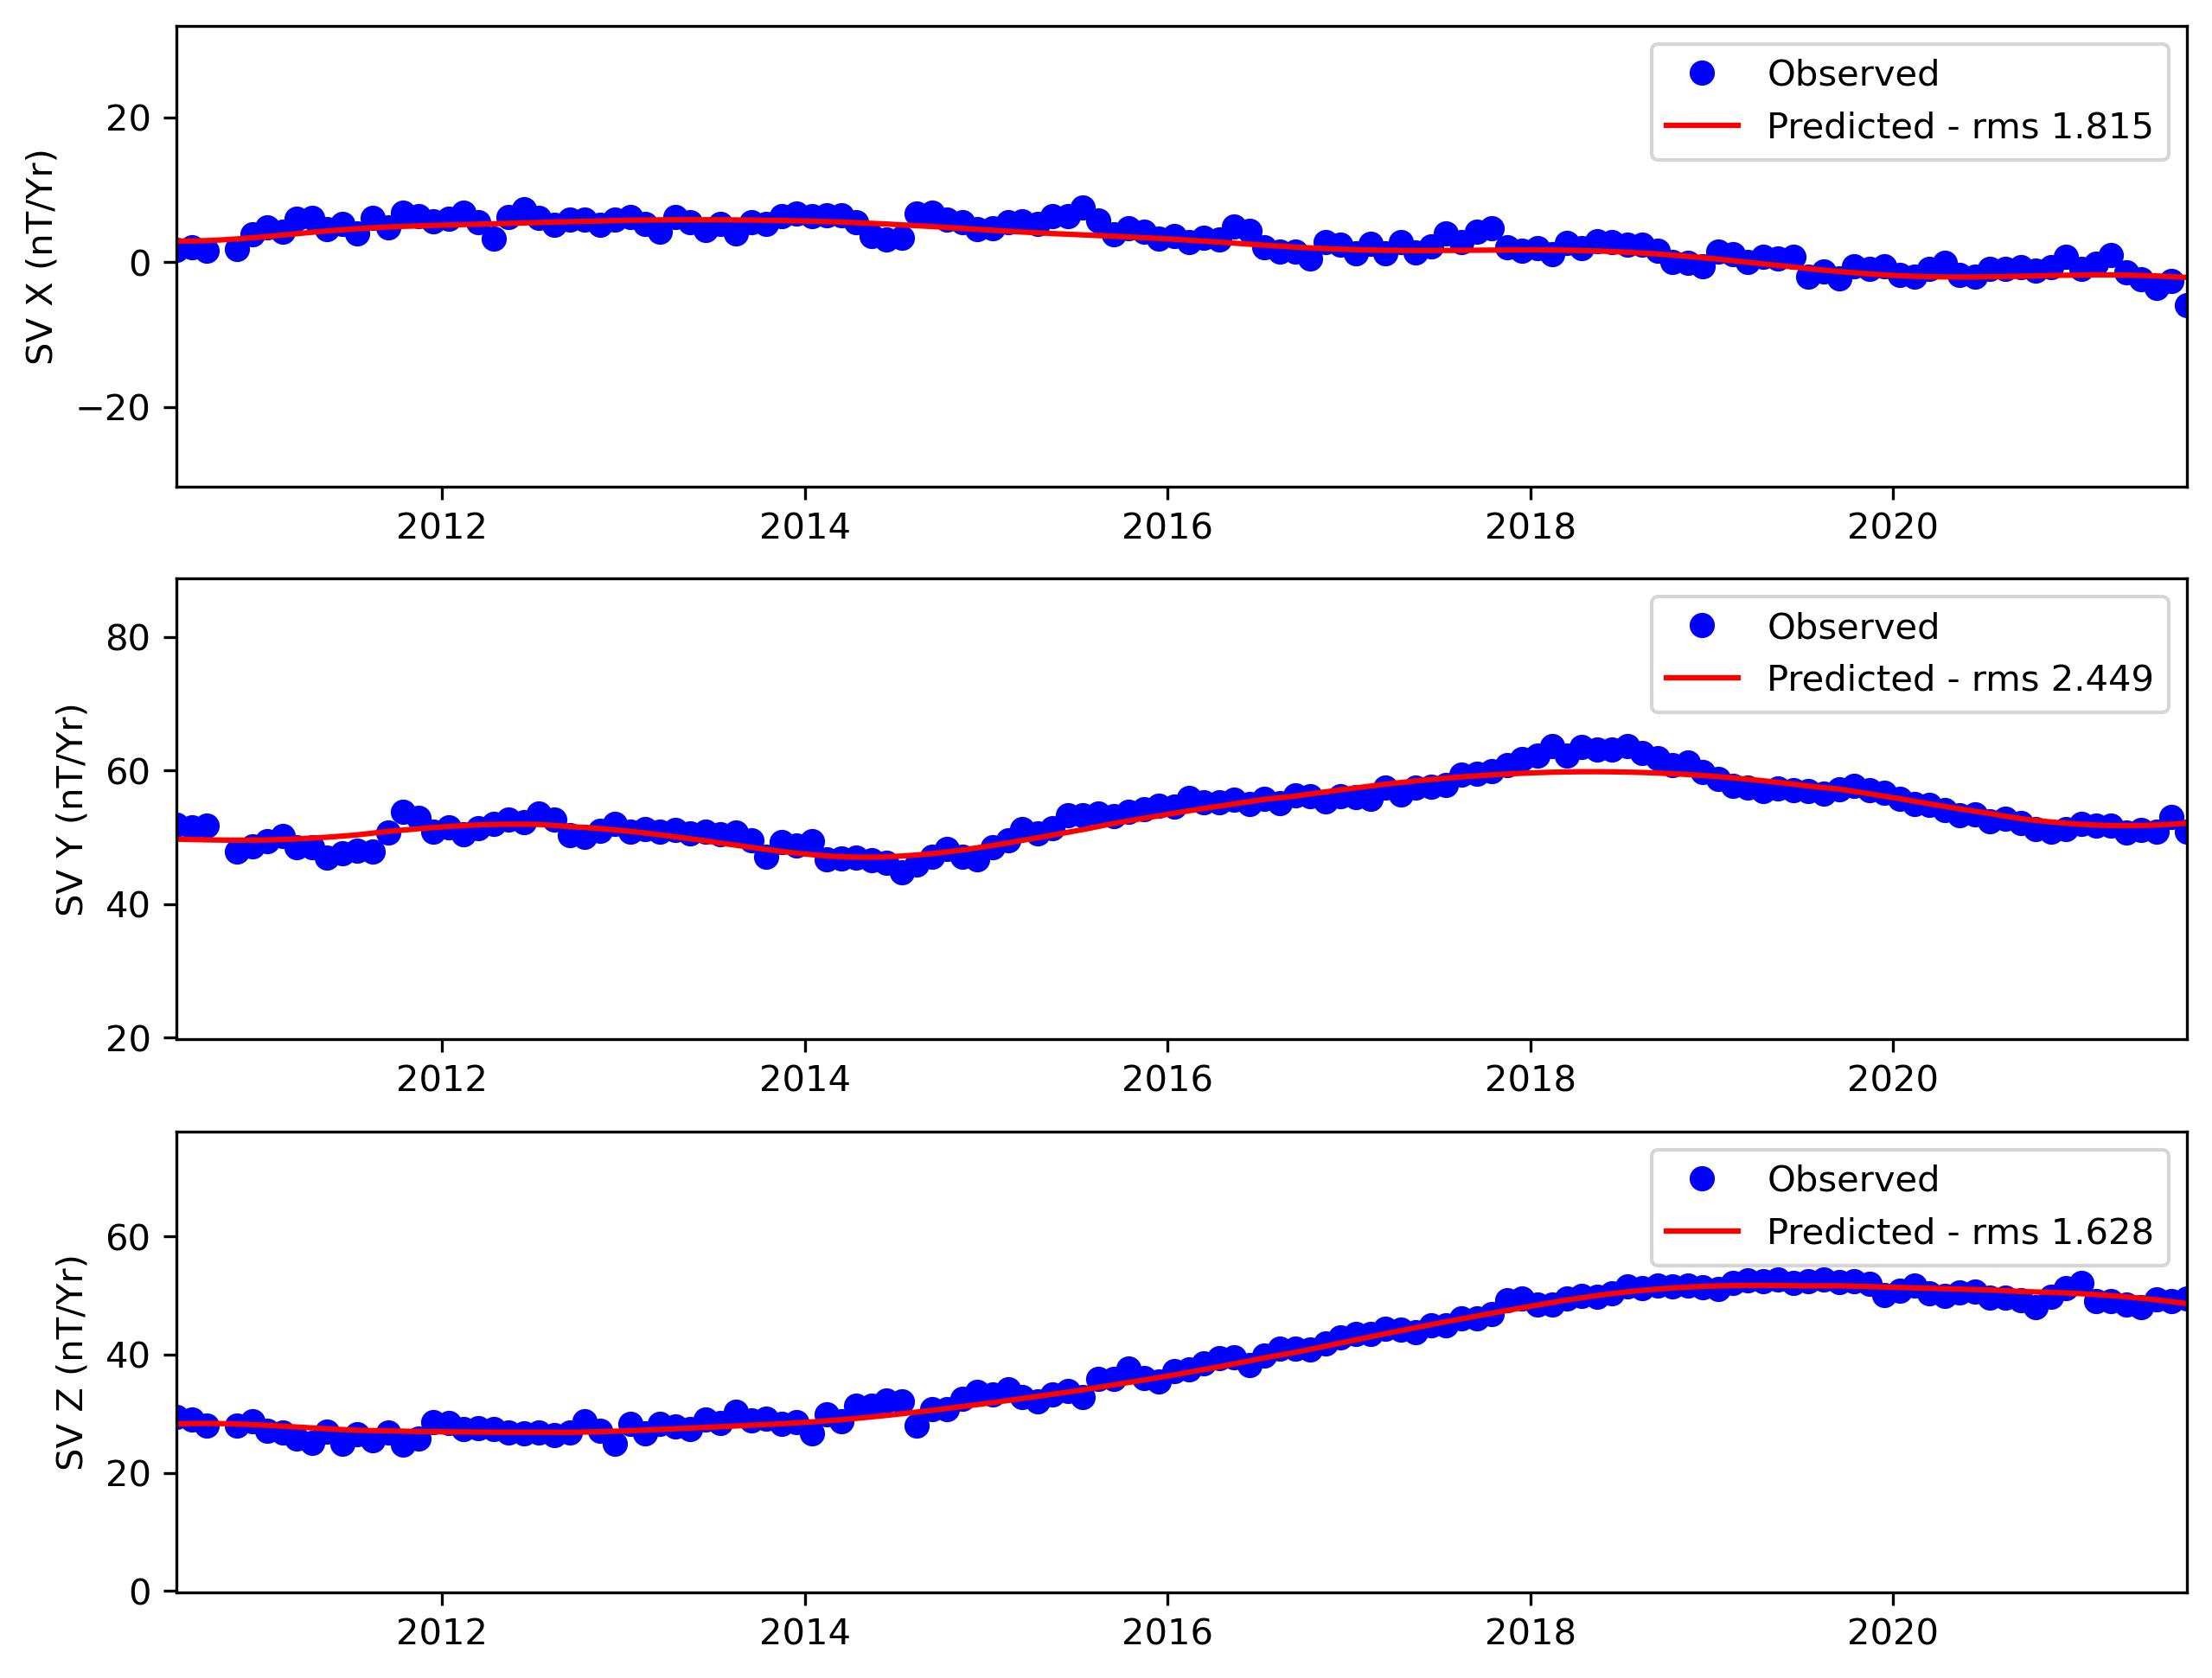 SV X (nT/Yr)
20
0
−20
Observed
Predicted - rms 1.815
2012 2014 2016 2018 2020
SV Y (nT/Yr)
80
60
40
20
Observed
Predicted - rms 2.449
2012 2014 2016 2018 2020
SV Z (nT/Yr)
60
40
20
0
Observed
Predicted - rms 1.628
2012 2014 2016 2018 2020